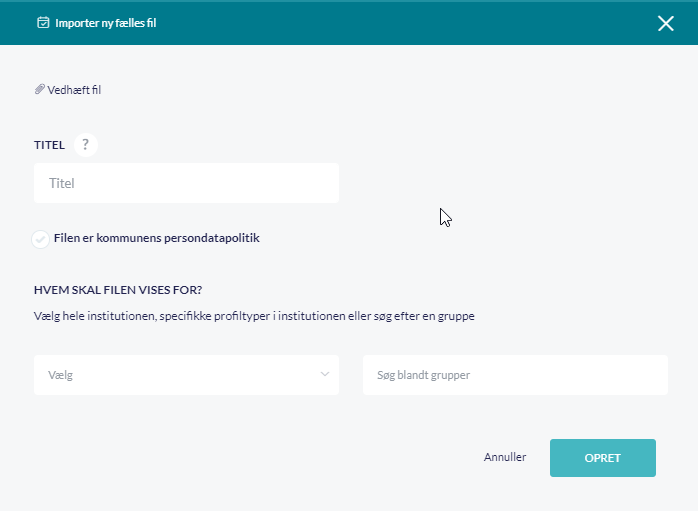 Importer ny fælles fil
Vedhæft fil
TITEL ?
Titel
Filen er kommunens persondatapolitik
HVEM SKAL FILEN VISES FOR?
Vælg hele institutionen, specifikke profiltyper i institutionen eller søg efter en gruppe
Vælg
Søg blandt grupper
Annuller
OPRET